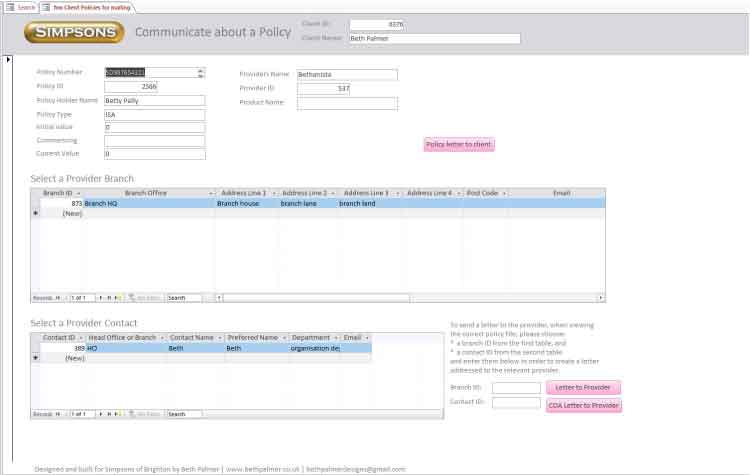 Search
frm Client Policies for mailing
SIMPSONS
Communicate about a Policy
Client ID:
6376
Client Name:
Beth Palmer
Policy Number
Policy ID
2566
Policy Holder Name
Betty Pally
Policy Type
ISA
Initial value
0
Commencing
Current Value
0
Providers Name
Bethanista
Provider ID
537
Product Name
Policy letter to client
Select a Provider Branch
Branch ID
Branch Office
Address Line 1
Address Line 2
Address Line 3
Address Line 4
Post Code
Email
873
Branch HQ
Branch house
branch lane
branch land
(New)
Record:
1 of 1
No Filter
Search
Select a Provider Contact
Contact ID
Head Office or Branch
Contact Name
Preferred Name
Department
Email
389
HO
Beth
Beth
organisation dep
(New)
Record:
1 of 1
No Filter
Search
To send a letter to the provider, when viewing
the correct policy file, please choose:
* a branch ID from the first table, and
* a contact ID from the second table
and enter them below in order to create a letter
addressed to the relevant provider.
Branch ID:
Letter to Provider
Contact ID:
COA Letter to Provider
Designed and built for Simpsons of Brighton by Beth Palmer | www.bethpalmer.co.uk | bethpalmerdesigns@gmail.com